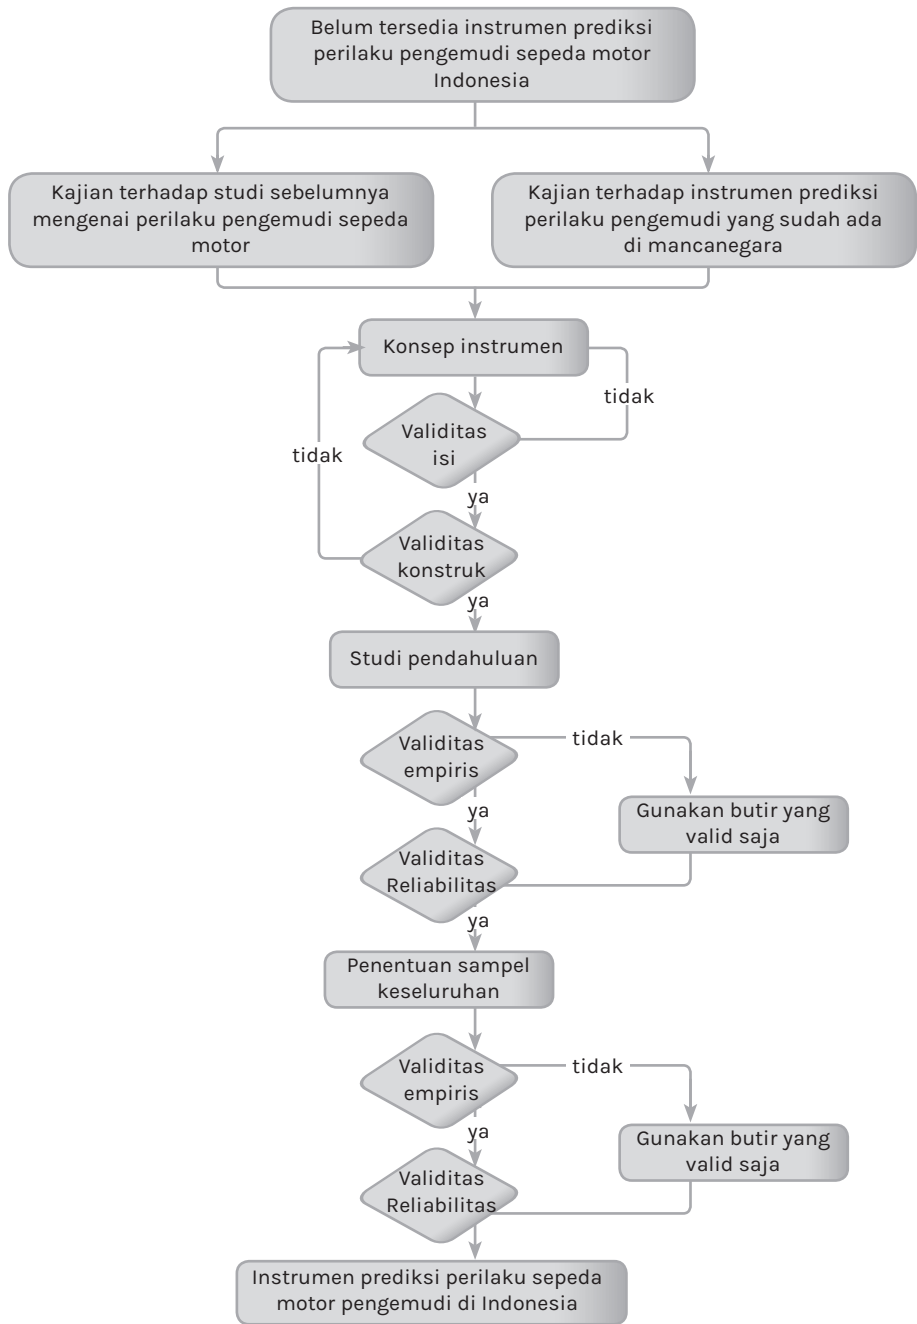 Belum tersedia instrumen prediksi
perilaku pengemudi sepeda motor
Indonesia
Kajian terhadap studi sebelumnya
mengenai perilaku pengemudi sepeda
motor
Kajian terhadap instrumen prediksi
perilaku pengemudi yang sudah ada
di mancanegara
Konsep instrumen
tidak
Validitas
isi
tidak
ya
Validitas
konstruk
ya
Studi pendahuluan
Validitas
empiris
tidak
ya
Gunakan butir yang
valid saja
Validitas
Reliabilitas
ya
Penentuan sampel
keseluruhan
Validitas
empiris
tidak
ya
Gunakan butir yang
valid saja
Validitas
Reliabilitas
Instrumen prediksi perilaku sepeda
motor pengemudi di Indonesia